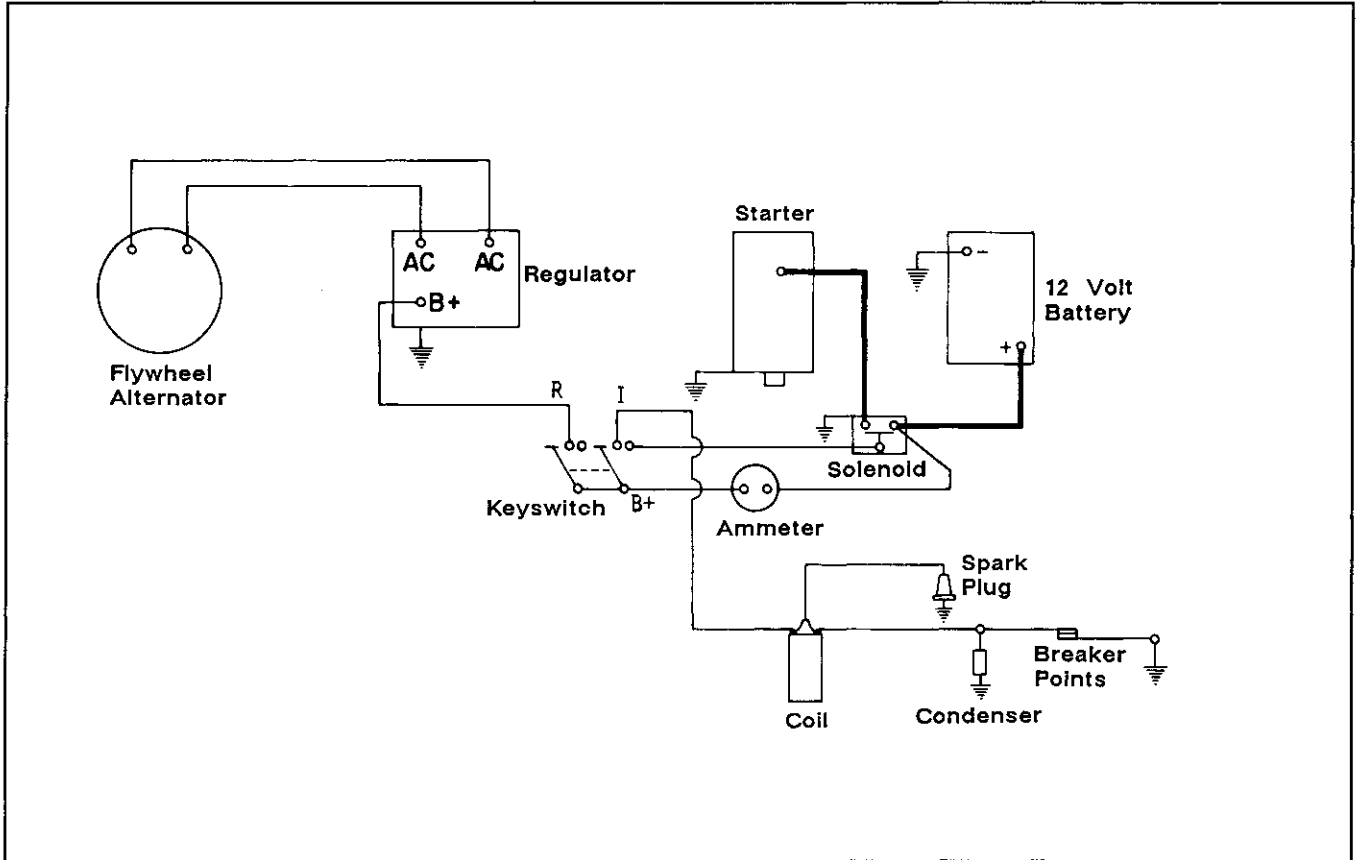 Starter
AC AC
Regulator
B+
-
12 Volt
Battery
+
Flywheel
Alternator
R
I
Solenoid
Keyswitch
B+
Ammeter
Spark
Plug
Breaker
Points
Coil
Condenser